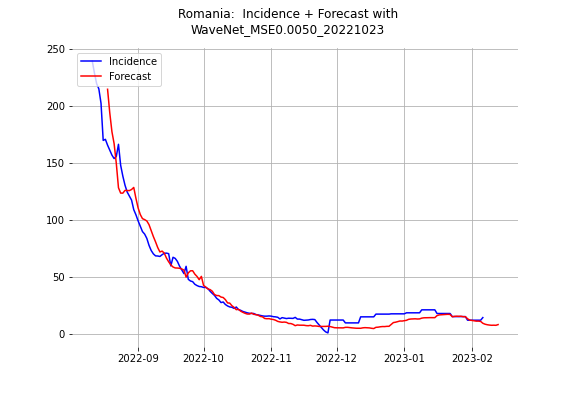 Romania:  Incidence + Forecast with
WaveNet_MSE0.0050_20221023
250
Incidence
Forecast
200
150
100
50
0
2022-09 2022-10 2022-11 2022-12 2023-01 2023-02